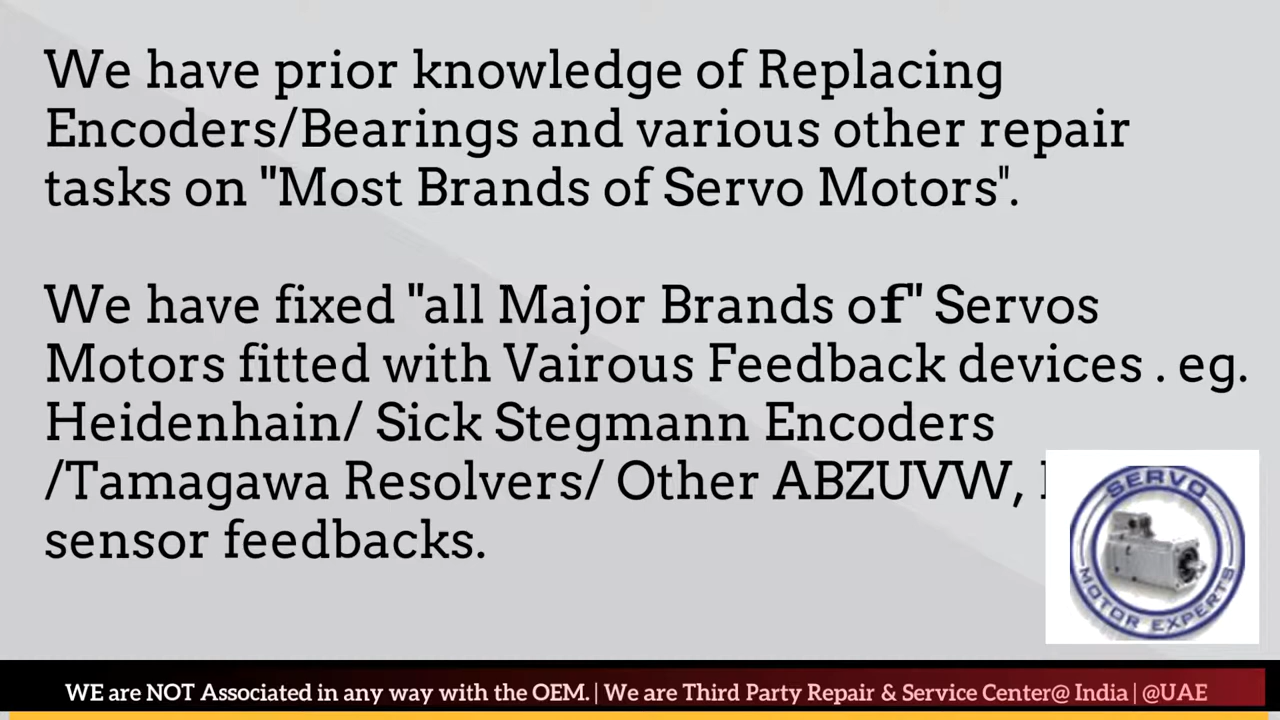 We have prior knowledge of Replacing
Encoders/Bearings and various other repair
tasks on "Most Brands of Servo Motors".
We have fixed "all Major Brands of" Servos
Motors fitted with Vairous Feedback devices . eg.
Heidenhain/ Sick Stegmann Encoders
/Tamagawa Resolvers/ Other ABZUVW,
sensor feedbacks.
SERVO
MOTOR EXPERTS
WE are NOT Associated in any way with the OEM. | We are Third Party Repair & Service Center@ India | @UAE